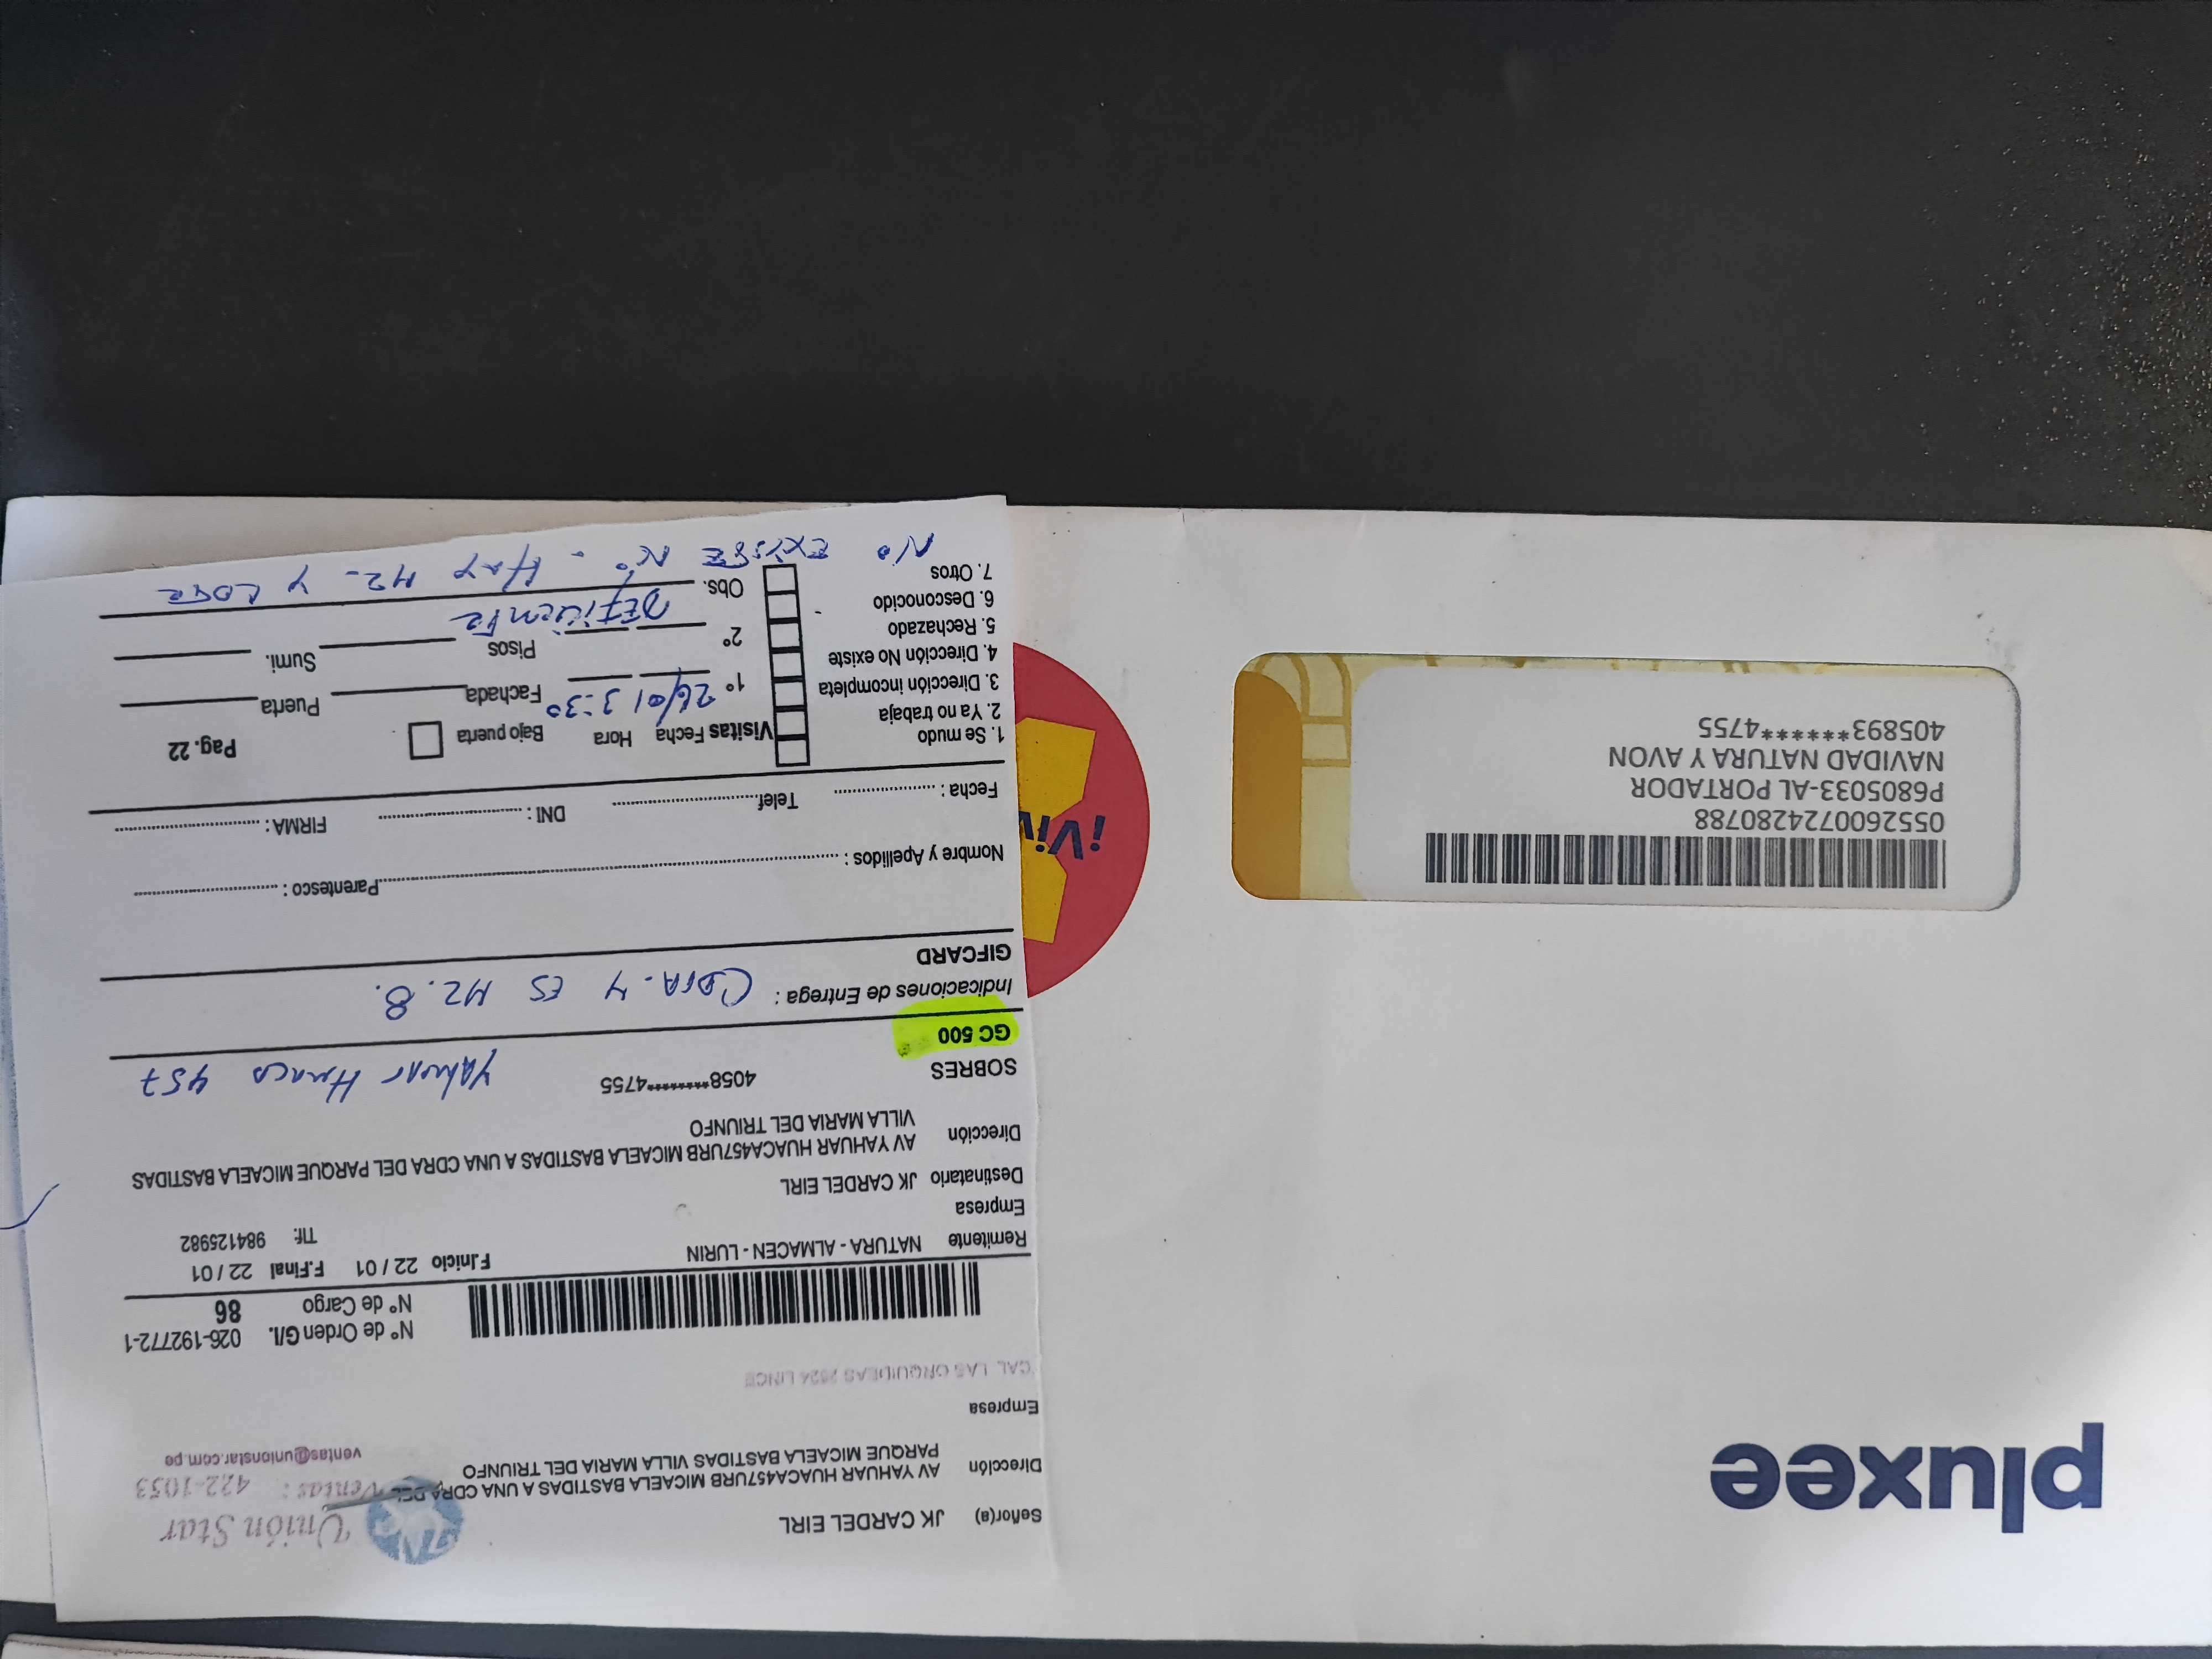 Señor(a) JK CARDEL EIRL
Unión Star
Dirección AV YAHUAR HUACA457URB MICAELA BASTIDAS A UNA CDRA DEL
PARQUE MICAELA BASTIDAS VILLA MARIA DEL TRIUNFO
Ventas: 422-1053
ventas@unionstar.com.pe
Empresa
CAL LAS ORQUIDEAS 2624 LINCE
Nº de Orden G/I. 026-192772-1
Nº de Cargo 86
F.Inicio 22 / 01 F.Final 22 / 01
Remitente NATURA - ALMACEN - LURIN Tlf: 984125982
Empresa
Destinatario JK CARDEL EIRL
Dirección AV YAHUAR HUACA457URB MICAELA BASTIDAS A UNA CDRA DEL PARQUE MICAELA BASTIDAS
VILLA MARIA DEL TRIUNFO
SOBRES 4058********4755 Yahuar Huaca 457
GC 500
Indicaciones de Entrega : CDRA. 4 ES MZ. 8.
GIFCARD
Nombre y Apellidos : Parentesco :
Fecha : Telef. DNI : FIRMA :
1. Se mudo
2. Ya no trabaja
3. Dirección incompleta
4. Dirección No existe
5. Rechazado
6. Desconocido
7. Otros
Visitas Fecha Hora Bajo puerta Pag. 22
1º 26/01 3:30 Fachada Puerta
2º Pisos Sumi.
Obs. DEFICIENTE
NO EXISTE Nº - HAY MZ - Y LOTE
pluxee
0552600724280788
P6805033-AL PORTADOR
NAVIDAD NATURA Y AVON
405893******4755
¡Viv